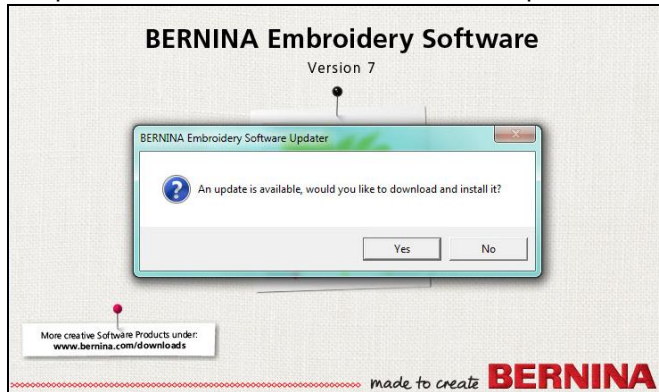 BERNINA Embroidery Software
Version 7
BERNINA Embroidery Software Updater
An update is available, would you like to download and install it?
Yes
No
More creative Software Products under:
www.bernina.com/downloads
made to create BERNINA